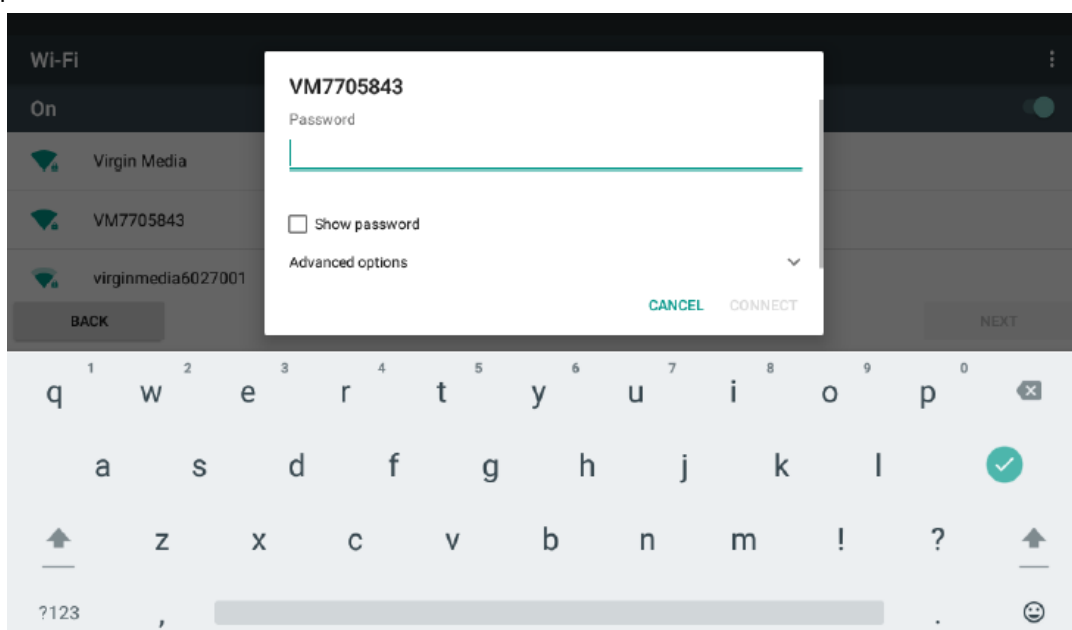 Wi-Fi
On
Virgin Media
VM7705843
virginmedia6027001
BACK
NEXT
VM7705843
Password
Show password
Advanced options
CANCEL CONNECT
q 1 w 2 e 3 r 4 t 5 y 6 u 7 i 8 o 9 p 0
a s d f g h j k l
z x c v b n m ! ?
?123 , .